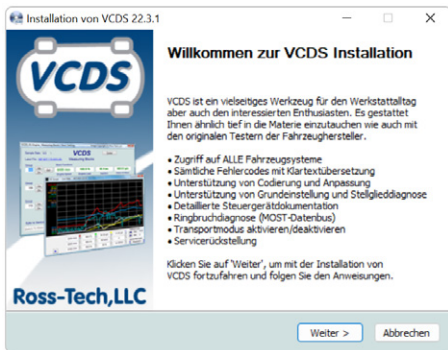 Installation von VCDS 22.3.1
VCDS
Willkommen zur VCDS Installation
VCDS ist ein vielseitiges Werkzeug für den Werkstattalltag
aber auch den interessierten Enthusiasten. Es gestattet
Ihnen ähnlich tief in die Materie einzutauchen wie auch mit
den originalen Testern der Fahrzeughersteller.
• Zugriff auf ALLE Fahrzeugsysteme
• Sämtliche Fehlercodes mit Klartextübersetzung
• Unterstützung von Codierung und Anpassung
• Unterstützung von Grundeinstellung und Stellglieddiagnose
• Detaillierte Steuergerätdokumentation
• Ringbruchdiagnose (MOST-Datenbus)
• Transportmodus aktivieren/deaktivieren
• Servicerückstellung
Klicken Sie auf 'Weiter', um mit der Installation von
VCDS fortzufahren und folgen Sie den Anweisungen.
VCDS
Ross-Tech,LLC
Weiter >
Abbrechen